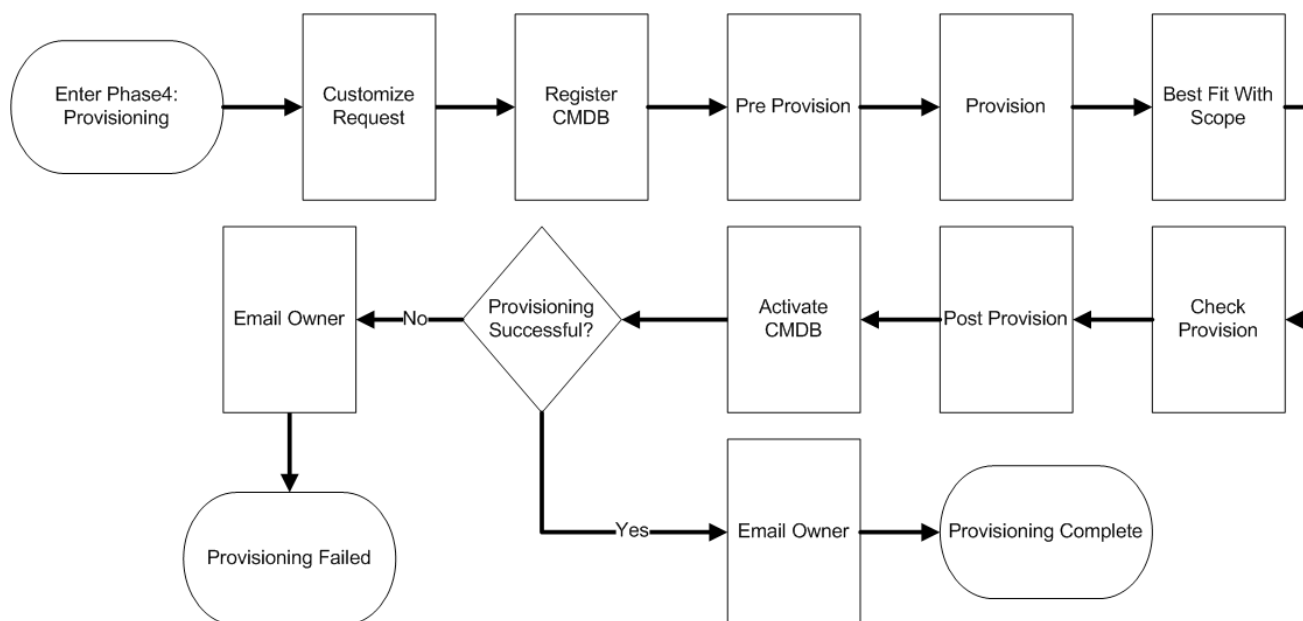 Enter Phase4:
Provisioning
Customize
Request
Register
CMDB
Pre Provision
Provision
Best Fit With
Scope
Check
Provision
Post Provision
Activate
CMDB
Provisioning
Successful?
No
Email Owner
Provisioning Failed
Yes
Email Owner
Provisioning Complete